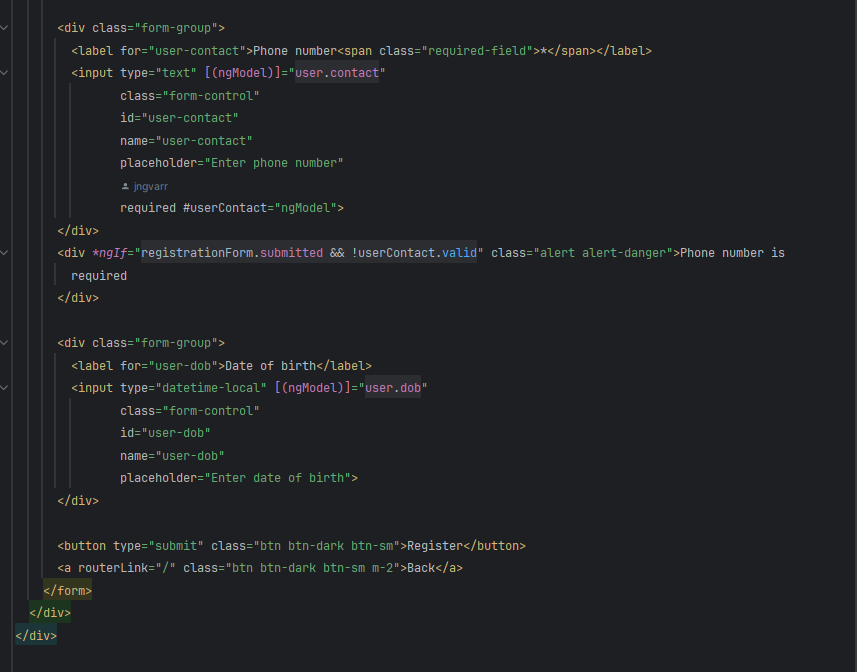 <div class="form-group">
<label for="user-contact">Phone number<span class="required-field">*</span></label>
<input type="text" [(ngModel)]="user.contact"
class="form-control"
id="user-contact"
name="user-contact"
placeholder="Enter phone number"
jngvarr
required #userContact="ngModel">
</div>
<div *ngIf="registrationForm.submitted && !userContact.valid" class="alert alert-danger">Phone number is
required
</div>
<div class="form-group">
<label for="user-dob">Date of birth</label>
<input type="datetime-local" [(ngModel)]="user.dob"
class="form-control"
id="user-dob"
name="user-dob"
placeholder="Enter date of birth">
</div>
<button type="submit" class="btn btn-dark btn-sm">Register</button>
<a routerLink="/" class="btn btn-dark btn-sm m-2">Back</a>
</form>
</div>
</div>